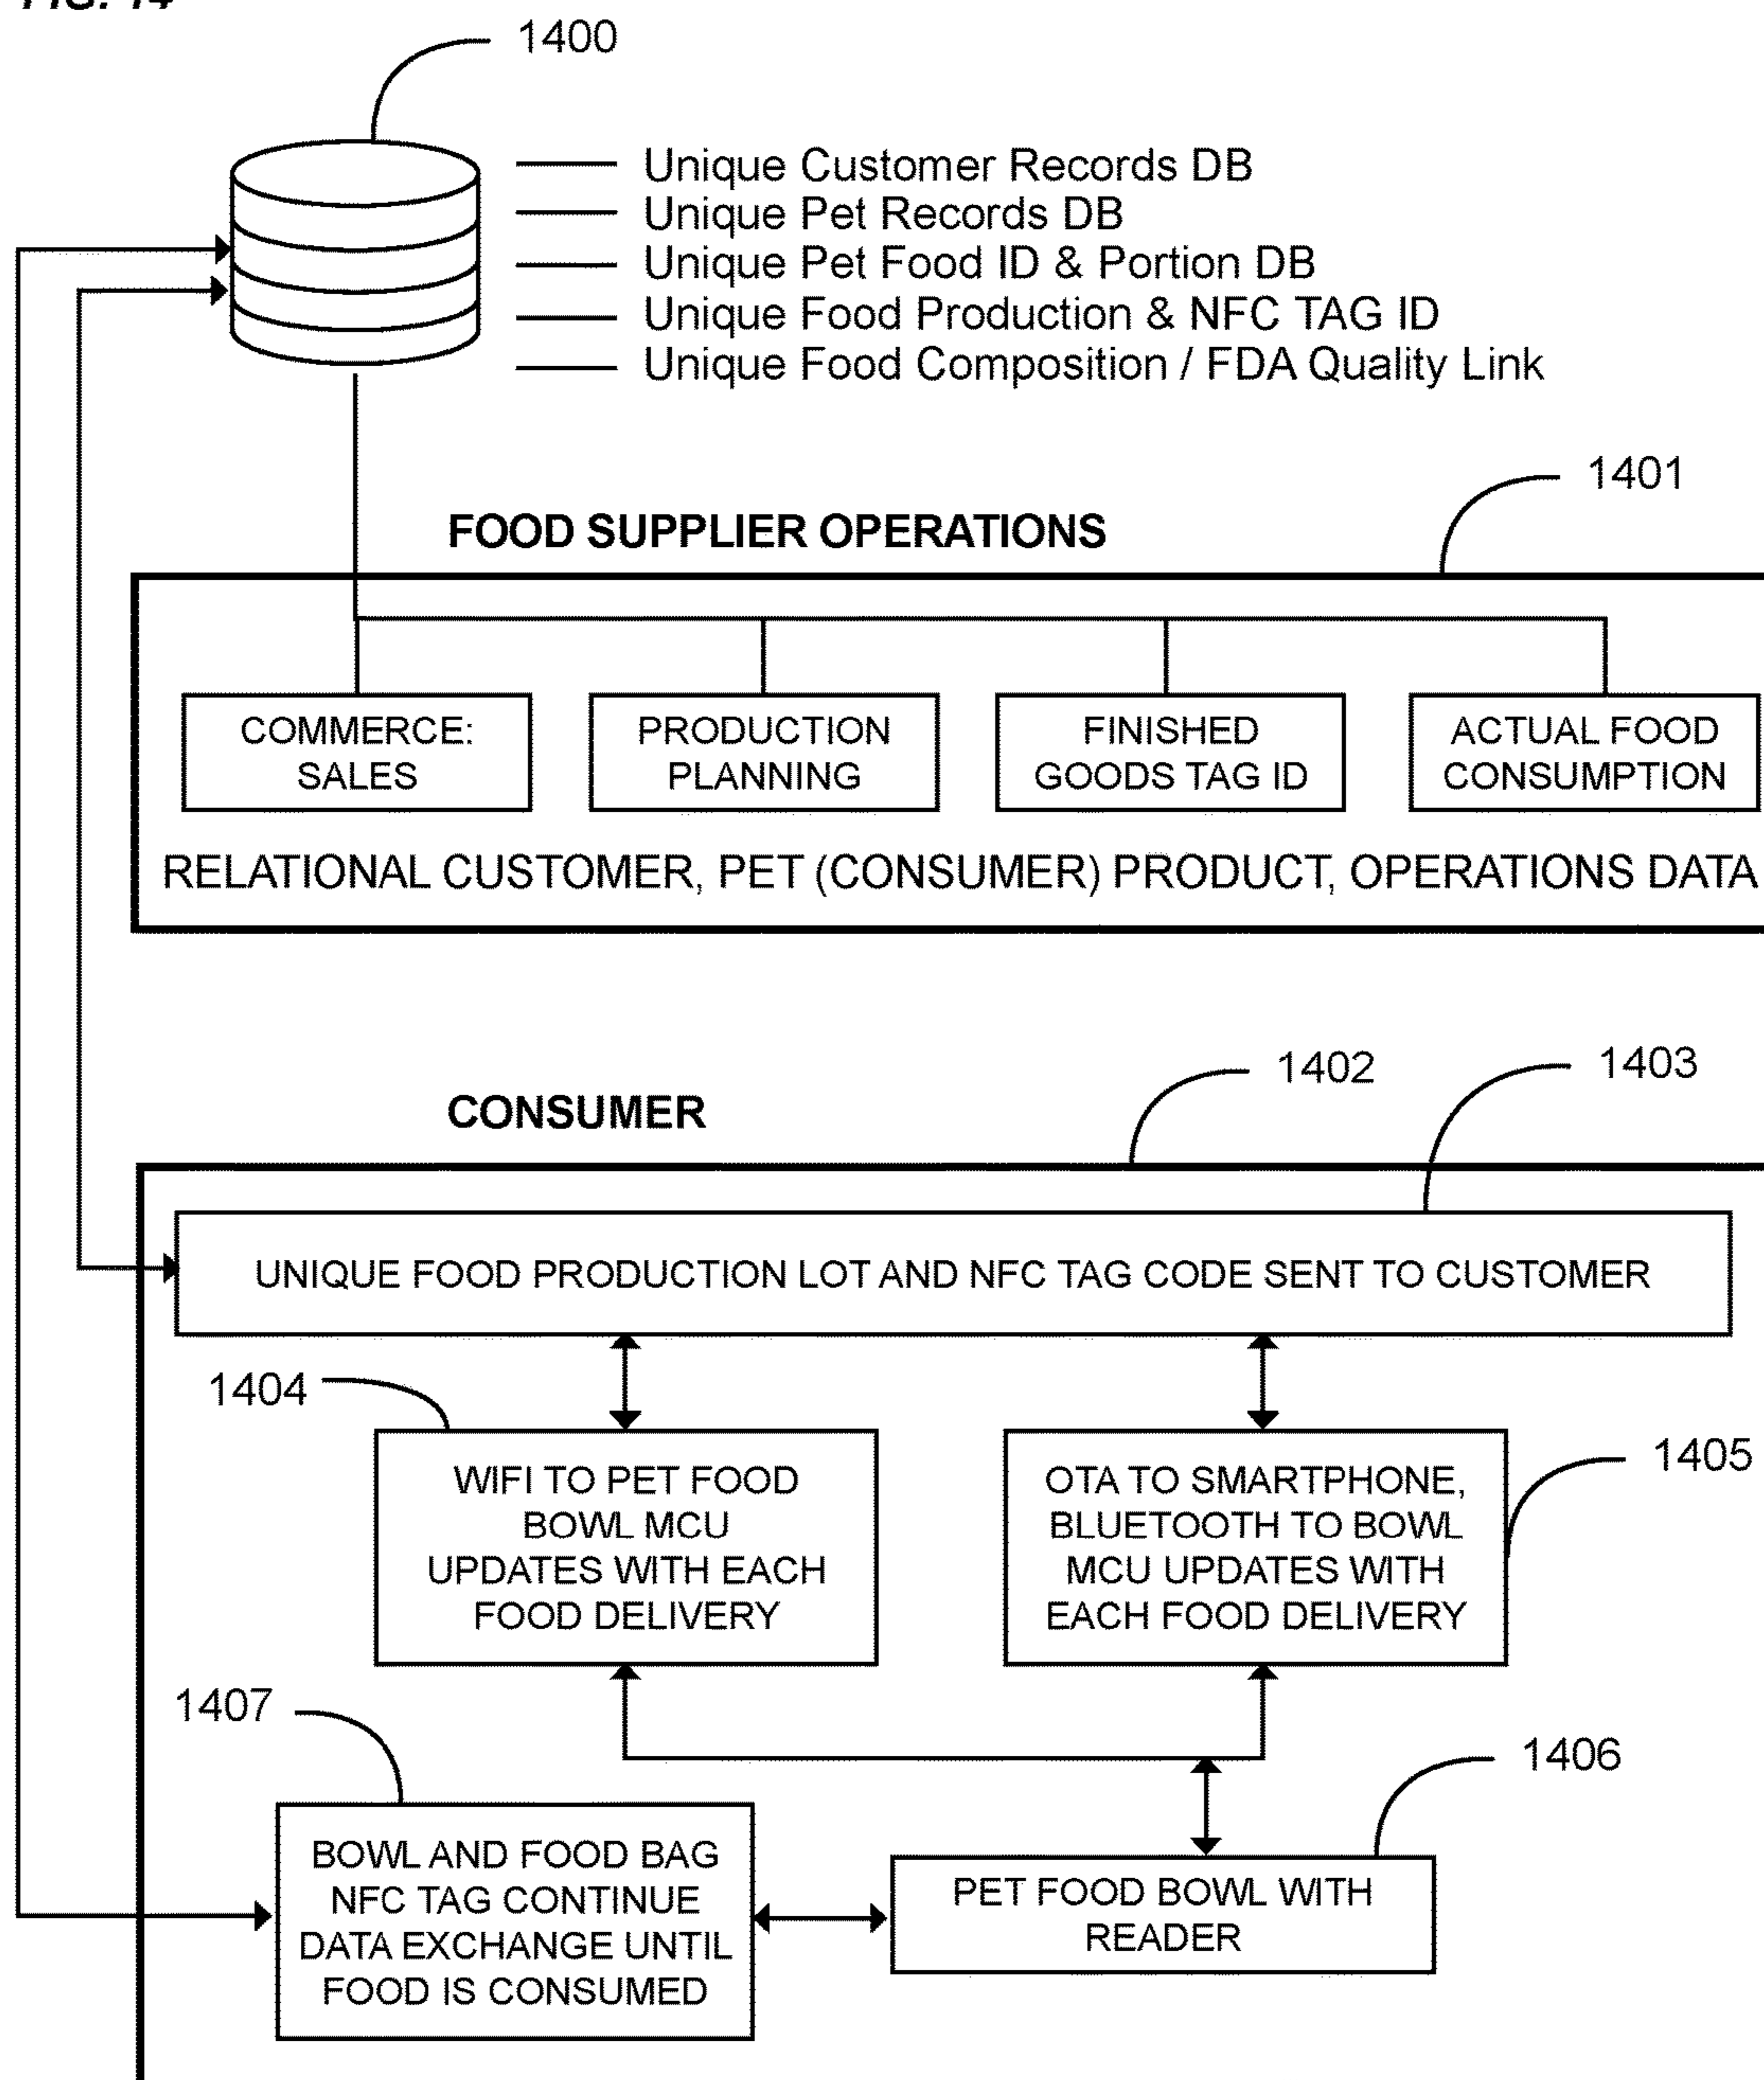 FIG. 14
1400
Unique Customer Records DB
Unique Pet Records DB
Unique Pet Food ID & Portion DB
Unique Food Production & NFC TAG ID
Unique Food Composition / FDA Quality Link
1401
FOOD SUPPLIER OPERATIONS
COMMERCE:
SALES
PRODUCTION
PLANNING
FINISHED
GOODS TAG ID
ACTUAL FOOD
CONSUMPTION
RELATIONAL CUSTOMER, PET (CONSUMER) PRODUCT, OPERATIONS DATA
1402
1403
CONSUMER
UNIQUE FOOD PRODUCTION LOT AND NFC TAG CODE SENT TO CUSTOMER
1404
WIFI TO PET FOOD
BOWL MCU
UPDATES WITH EACH
FOOD DELIVERY
OTA TO SMARTPHONE,
BLUETOOTH TO BOWL
MCU UPDATES WITH
EACH FOOD DELIVERY
1405
1407
BOWL AND FOOD BAG
NFC TAG CONTINUE
DATA EXCHANGE UNTIL
FOOD IS CONSUMED
1406
PET FOOD BOWL WITH
READER